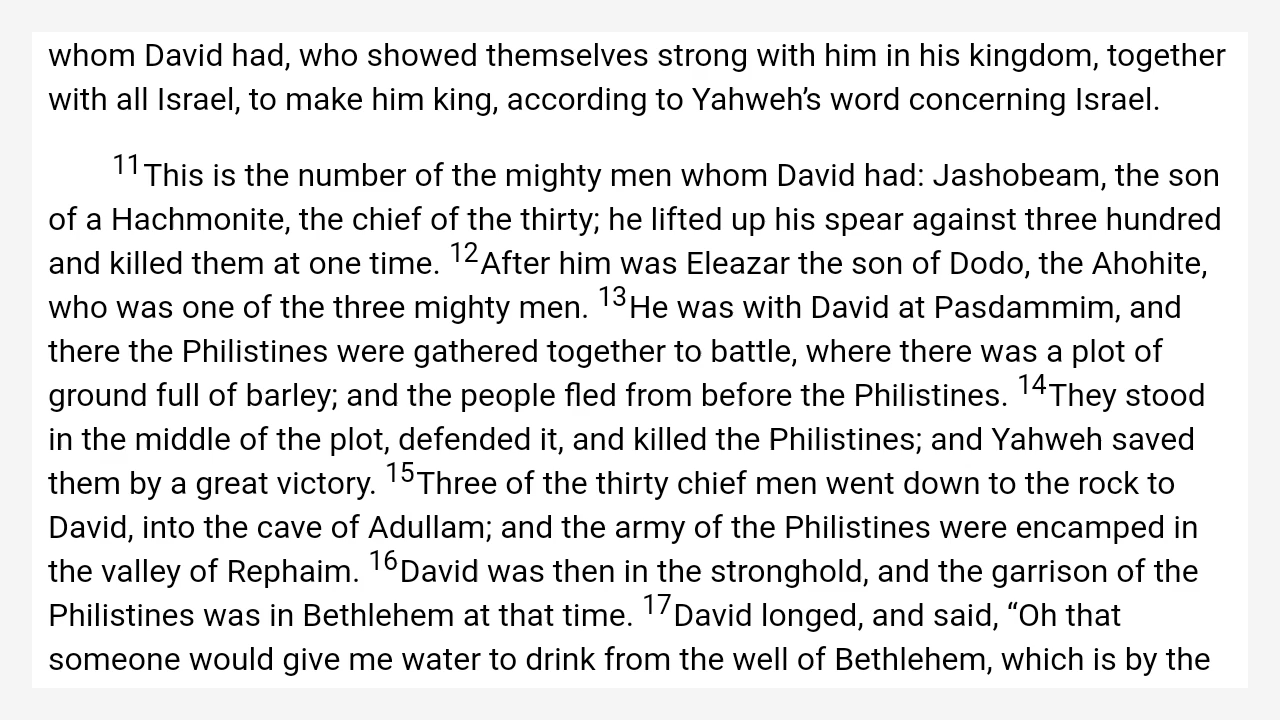 whom David had, who showed themselves strong with him in his kingdom, together
with all Israel, to make him king, according to Yahweh’s word concerning Israel.
11This is the number of the mighty men whom David had: Jashobeam, the son
of a Hachmonite, the chief of the thirty; he lifted up his spear against three hundred
and killed them at one time. 12After him was Eleazar the son of Dodo, the Ahohite,
who was one of the three mighty men. 13He was with David at Pasdammim, and
there the Philistines were gathered together to battle, where there was a plot of
ground full of barley; and the people fled from before the Philistines. 14They stood
in the middle of the plot, defended it, and killed the Philistines; and Yahweh saved
them by a great victory. 15Three of the thirty chief men went down to the rock to
David, into the cave of Adullam; and the army of the Philistines were encamped in
the valley of Rephaim. 16David was then in the stronghold, and the garrison of the
Philistines was in Bethlehem at that time. 17David longed, and said, “Oh that
someone would give me water to drink from the well of Bethlehem, which is by the